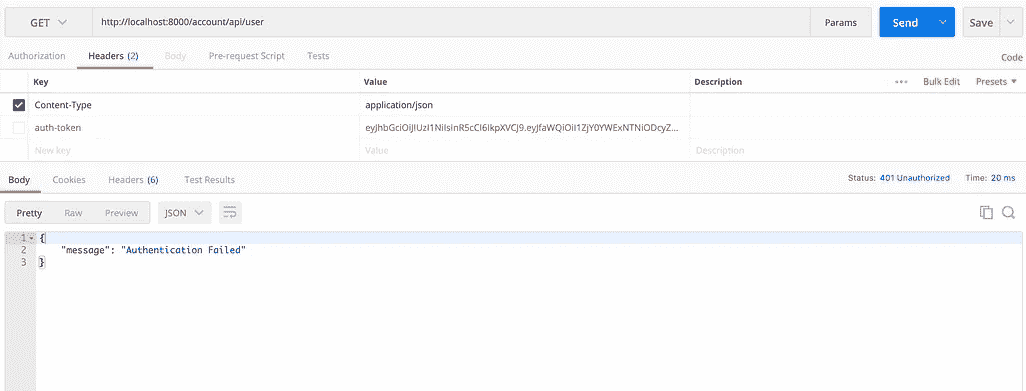 GET http://localhost:8000/account/api/user Params Send Save
Authorization Headers (2) Body Pre-request Script Tests Code
Key Value Description Bulk Edit Presets
Content-Type application/json
auth-token
New key Value Description
Body Cookies Headers (6) Test Results Status: 401 Unauthorized Time: 20 ms
Pretty Raw Preview JSON
1 {
2 "message": "Authentication Failed"
3 }